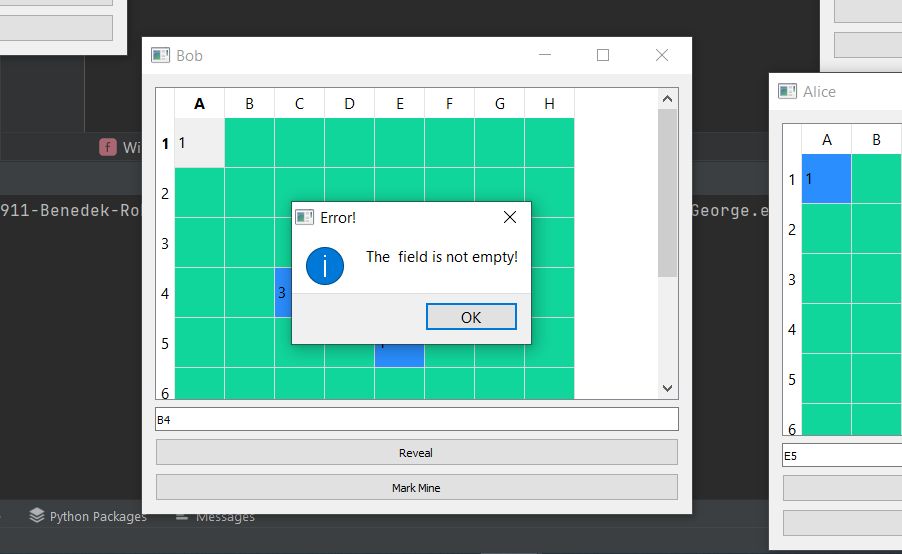 Bob
A B C D E F G H
1 1
2
3
4 3
5
6
B4
Reveal
Mark Mine
Error!
The  field is not empty!
OK
Alice
A B
1 1
2
3
4
5
6
E5
Wi
911-Benedek-Ro
George.e
Python Packages
Messages